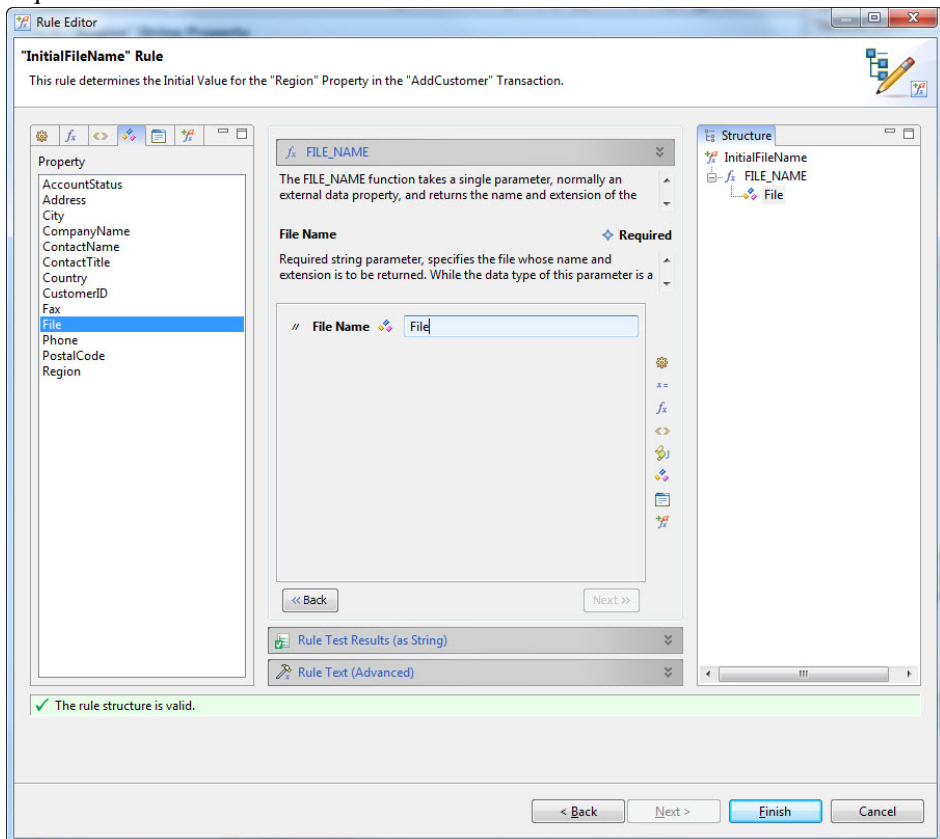 Rule Editor
"InitialFileName" Rule
This rule determines the Initial Value for the "Region" Property in the "AddCustomer" Transaction.
Property
AccountStatus
Address
City
CompanyName
ContactName
ContactTitle
Country
CustomerID
Fax
File
Phone
PostalCode
Region
fx FILE_NAME
The FILE_NAME function takes a single parameter, normally an
external data property, and returns the name and extension of the
File Name Required
Required string parameter, specifies the file whose name and
extension is to be returned. While the data type of this parameter is a
// File Name File
x=
fx
<>
« Back Next »
Rule Test Results (as String)
Rule Text (Advanced)
Structure
InitialFileName
fx FILE_NAME
File
The rule structure is valid.
< Back Next > Finish Cancel